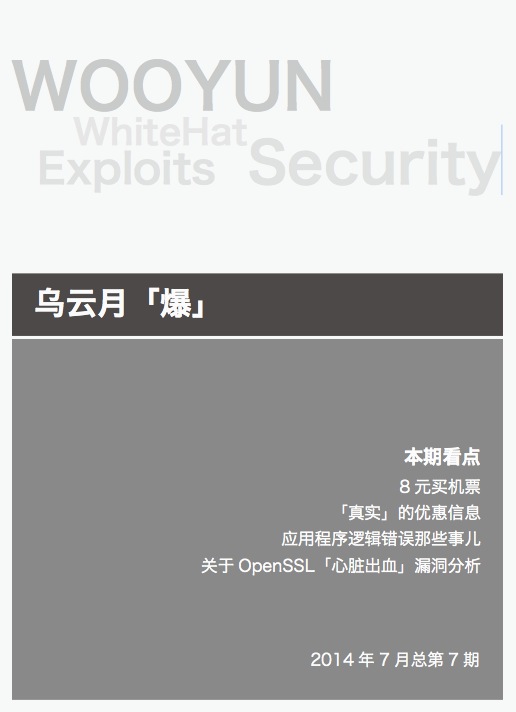 WOOYUN
WhiteHat
Exploits Security
乌云月「爆」
本期看点
8 元买机票
「真实」的优惠信息
应用程序逻辑错误那些事儿
关于 OpenSSL「心脏出血」漏洞分析
2014 年 7 月总第 7 期